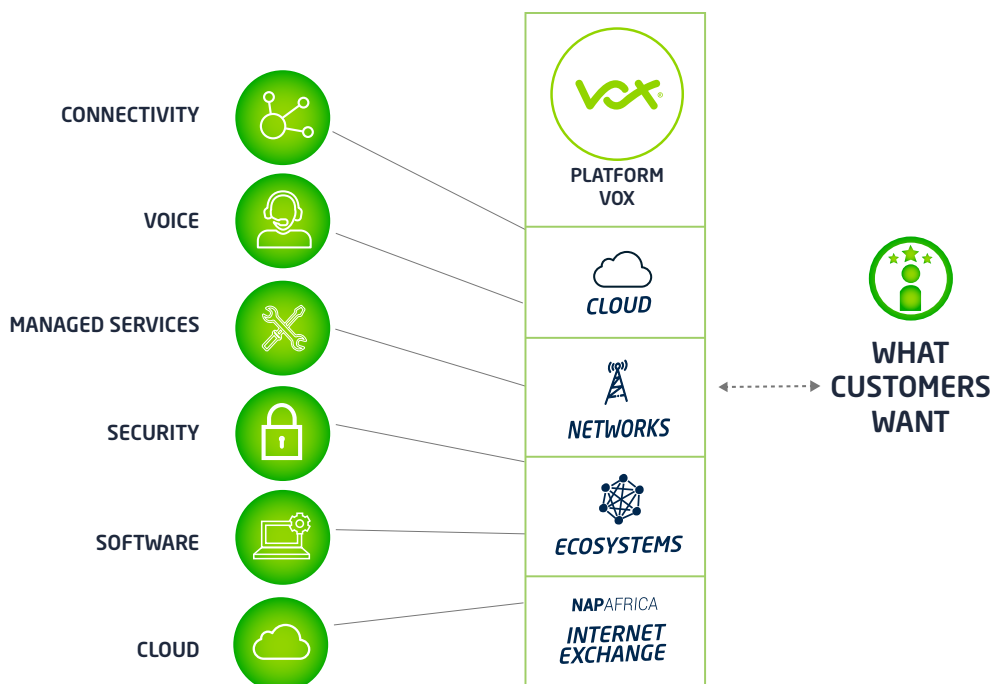 CONNECTIVITY
VOICE
MANAGED SERVICES
SECURITY
SOFTWARE
CLOUD
VOX®
PLATFORM
VOX
CLOUD
NETWORKS
ECOSYSTEMS
NAPAFRICA
INTERNET
EXCHANGE
WHAT
CUSTOMERS
WANT